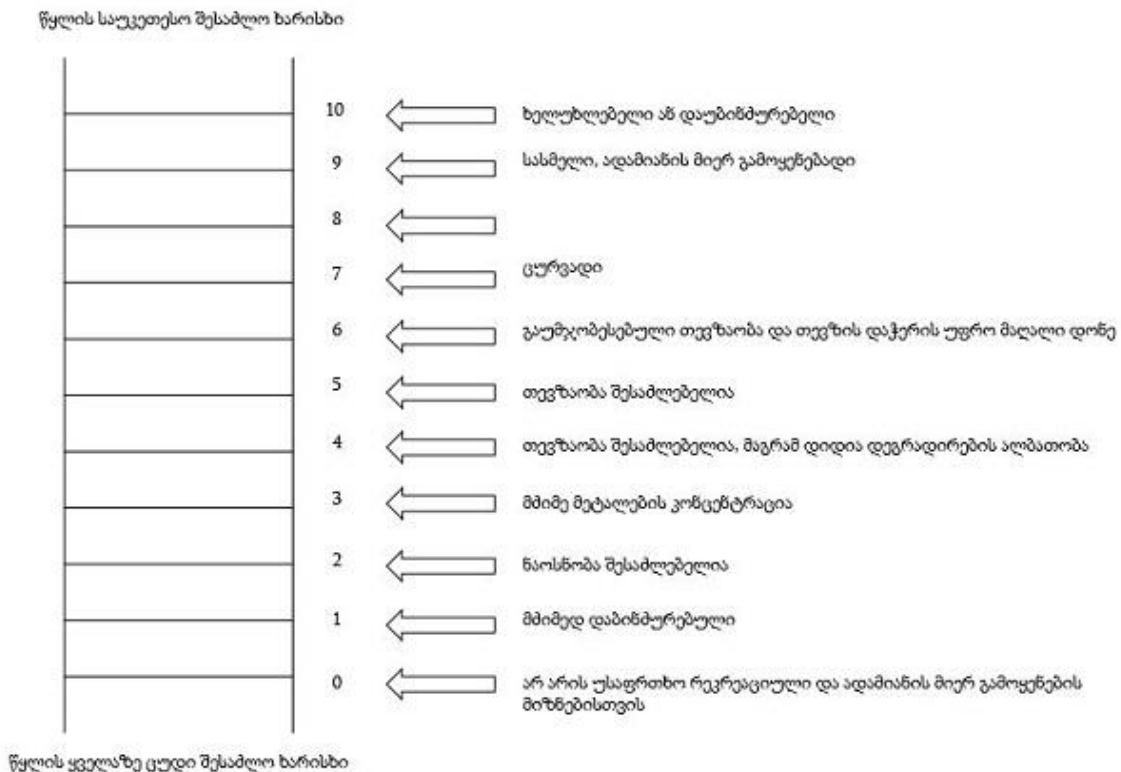 წყლის საუკეთესო შესაძლო ხარისხი
10 ხელუხლებელი ან დაუბინძურებელი
9 სასმელი, ადამიანის მიერ გამოყენებადი
8
7 ცურვადი
6 გაუმჯობესებული თევზაობა და თევზის დაჭერის უფრო მაღალი დონე
5 თევზაობა შესაძლებელია
4 თევზაობა შესაძლებელია, მაგრამ დიდია დეგრადირების ალბათობა
3 მძიმე მეტალების კონცენტრაცია
2 ნაოსნობა შესაძლებელია
1 მძიმედ დაბინძურებული
0 არ არის უსაფრთხო რეკრეაციული და ადამიანის მიერ გამოყენების
მიზნებისთვის
წყლის ყველაზე ცუდი შესაძლო ხარისხი